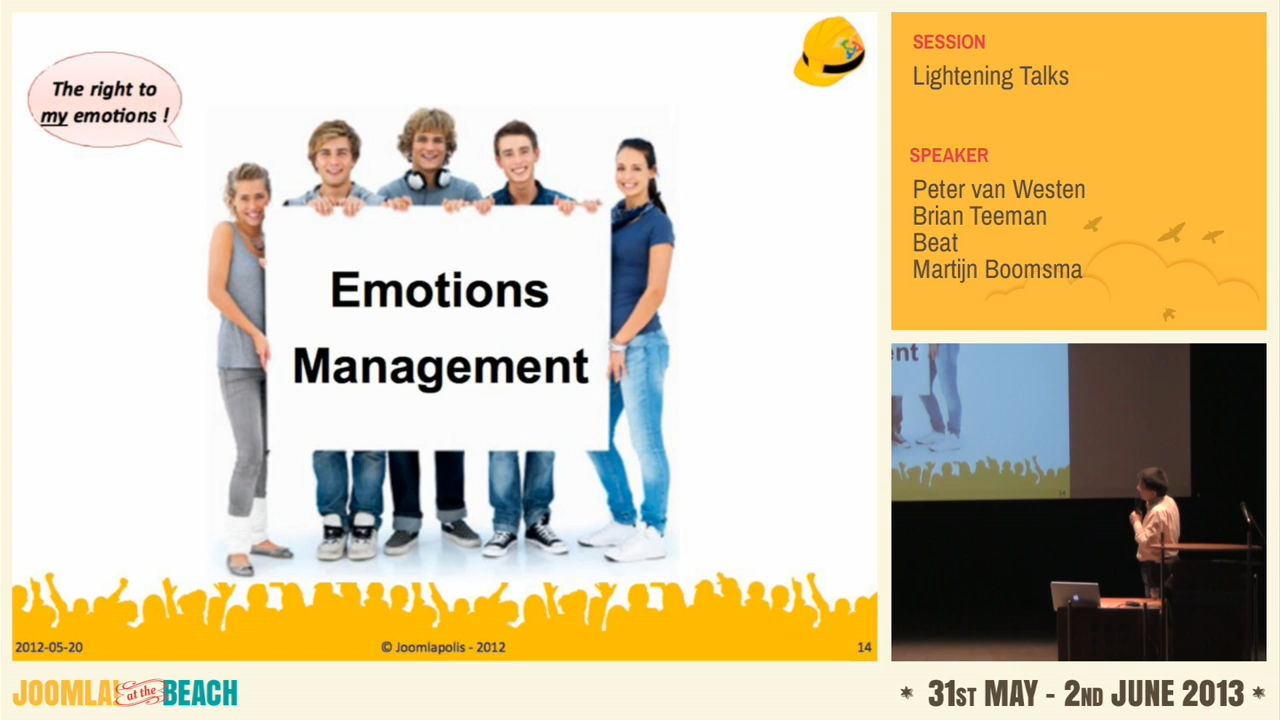 The right to
my emotions !
Emotions
Management
2012-05-20
© Joomlapolis - 2012
14
SESSION
Lightening Talks
SPEAKER
Peter van Westen
Brian Teeman
Beat
Martijn Boomsma
ent
JOOMLA! at the BEACH
* 31ST MAY - 2ND JUNE 2013 *